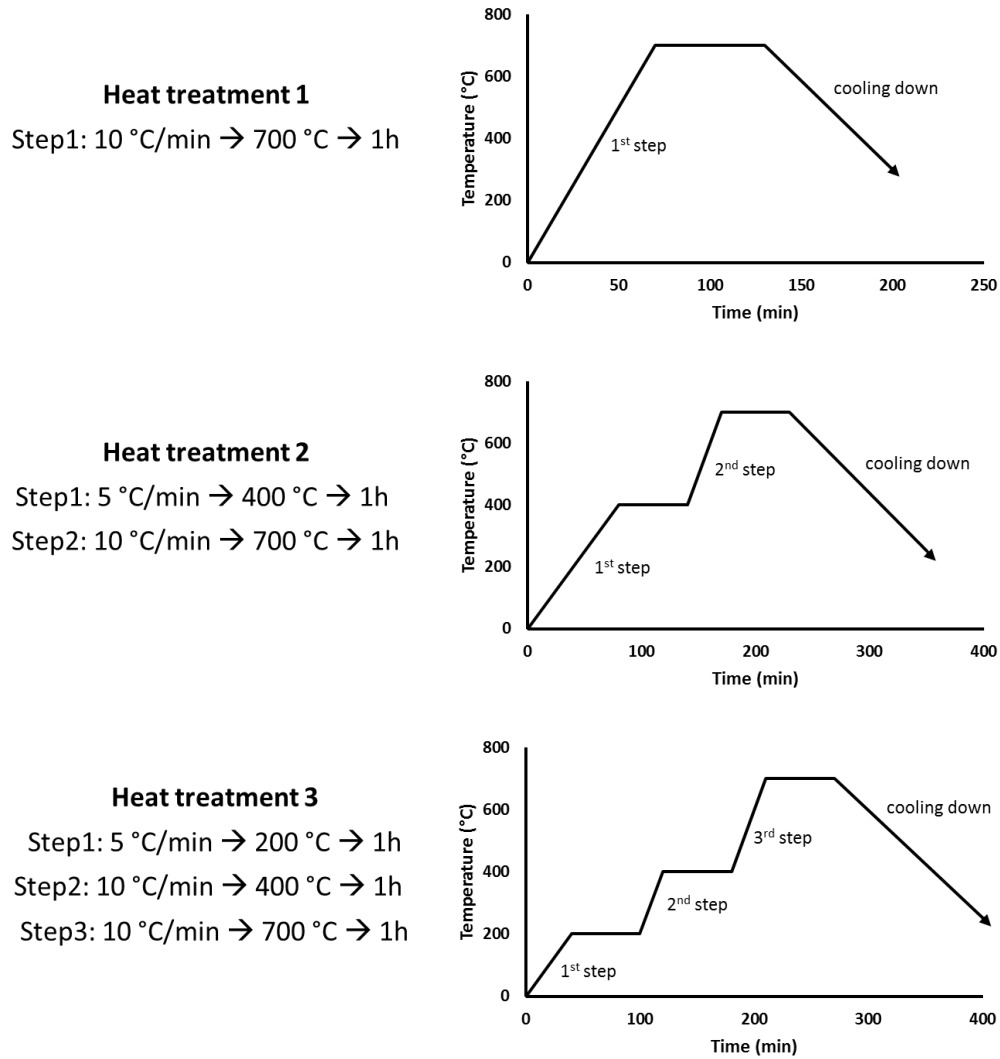 Heat treatment 1
Step1: 10 °C/min → 700 °C → 1h
Temperature (°C)
800
600
400
200
0
1st step
cooling down
0 50 100 150 200 250
Time (min)
Heat treatment 2
Step1: 5 °C/min → 400 °C → 1h
Step2: 10 °C/min → 700 °C → 1h
Temperature (°C)
800
600
400
200
0
1st step
2nd step
cooling down
0 100 200 300 400
Time (min)
Heat treatment 3
Step1: 5 °C/min → 200 °C → 1h
Step2: 10 °C/min → 400 °C → 1h
Step3: 10 °C/min → 700 °C → 1h
Temperature (°C)
800
600
400
200
0
1st step
2nd step
3rd step
cooling down
0 100 200 300 400
Time (min)